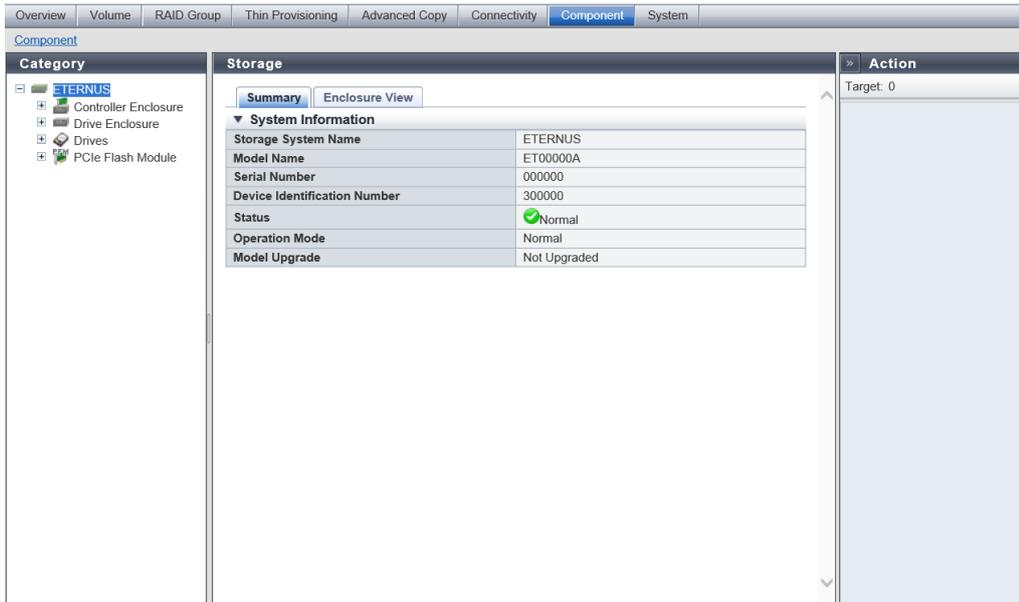 Overview Volume RAID Group Thin Provisioning Advanced Copy Connectivity Component System
Component
Category
ETERNUS
Controller Enclosure
Drive Enclosure
Drives
PCIe Flash Module
Storage
Summary Enclosure View
▼ System Information
Storage System Name ETERNUS
Model Name ET00000A
Serial Number 000000
Device Identification Number 300000
Status Normal
Operation Mode Normal
Model Upgrade Not Upgraded
» Action
Target: 0